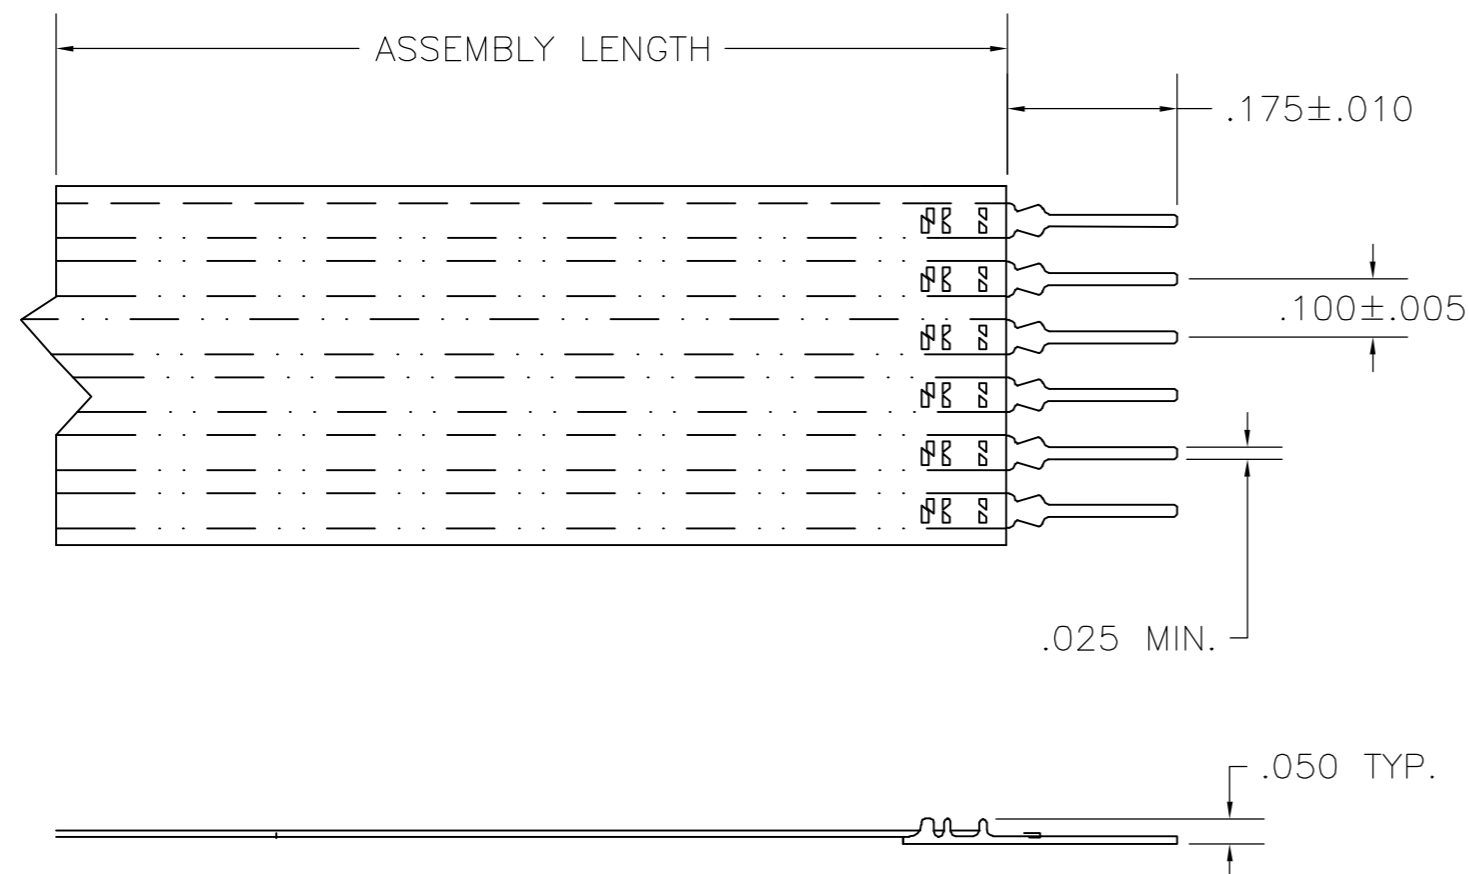 ASSEMBLY LENGTH
.175±.010
.100±.005
.025 MIN.
.050 TYP.